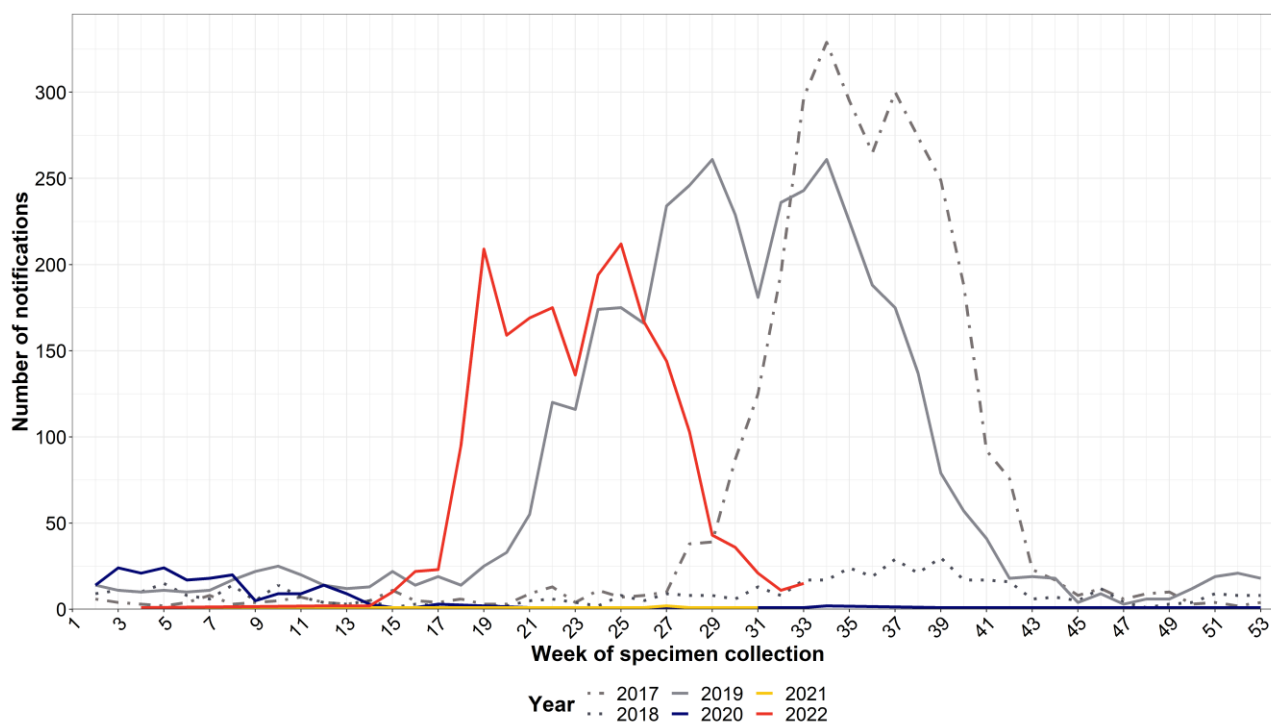 Number of notifications
300
250
200
150
100
50
0
1 3 5 7 9 11 13 15 17 19 21 23 25 27 29 31 33 35 37 39 41 43 45 47 49 51 53
Week of specimen collection
Year 2017 2019 2021
2018 2020 2022